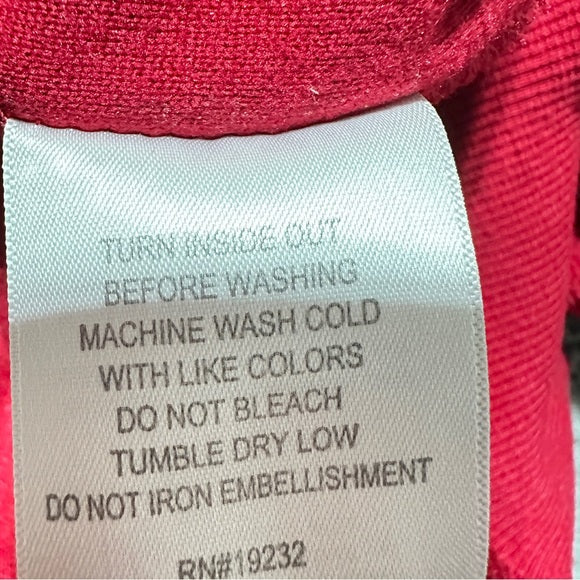 TURN INSIDE OUT
BEFORE WASHING
MACHINE WASH COLD
WITH LIKE COLORS
DO NOT BLEACH
TUMBLE DRY LOW
DO NOT IRON EMBELLISHMENT
RN#19232